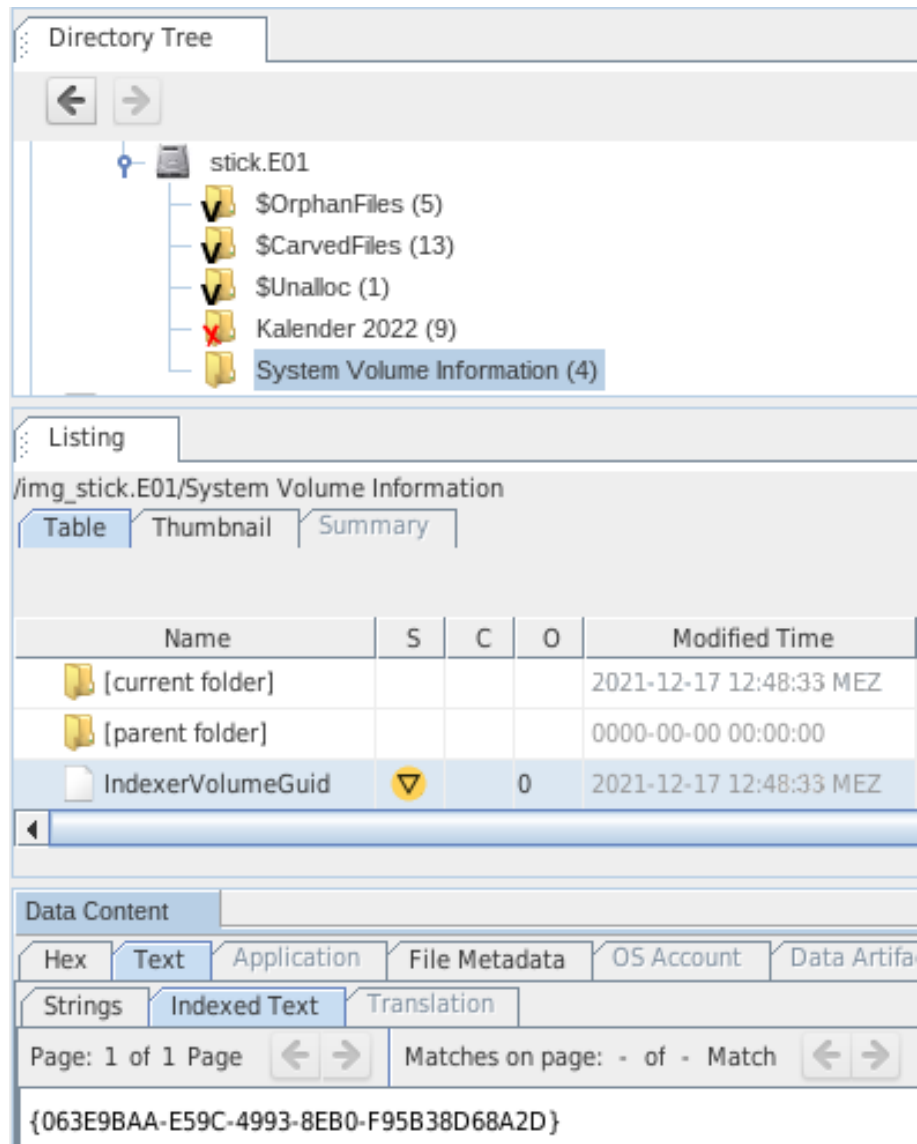 Directory Tree
stick.E01
$OrphanFiles (5)
$CarvedFiles (13)
$Unalloc (1)
Kalender 2022 (9)
System Volume Information (4)
Listing
/img_stick.E01/System Volume Information
Table Thumbnail Summary
Name S C O Modified Time
[current folder] 2021-12-17 12:48:33 MEZ
[parent folder] 0000-00-00 00:00:00
IndexerVolumeGuid 0 2021-12-17 12:48:33 MEZ
Data Content
Hex Text Application File Metadata OS Account Data Artifa
Strings Indexed Text Translation
Page: 1 of 1 Page Matches on page: - of - Match
{063E9BAA-E59C-4993-8EB0-F95B38D68A2D}